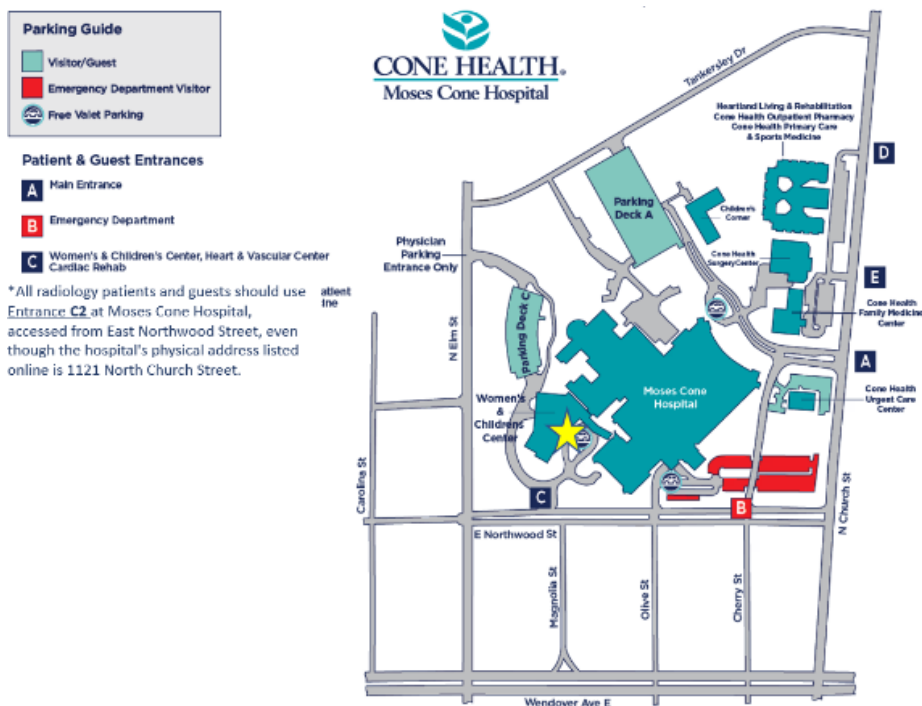 Parking Guide
Visitor/Guest
Emergency Department Visitor
Free Valet Parking
Patient & Guest Entrances
A Main Entrance
B Emergency Department
C Women's & Children's Center, Heart & Vascular Center
Cardiac Rehab
*All radiology patients and guests should use
Entrance C2 at Moses Cone Hospital,
accessed from East Northwood Street, even
though the hospital's physical address listed
online is 1121 North Church Street.
atient
ine
CONE HEALTH®
Moses Cone Hospital
Tankersley Dr
Heartland Living & Rehabilitation
Cone Health Outpatient Pharmacy
Cone Health Primary Care
& Sports Medicine
D
Parking
Deck A
Children's
Corner
Physician
Parking
Entrance Only
Cone Health
SurgeryCenter
E
Cone Health
Family Medicine
Center
N Elm St
Parking Deck C
A
Moses Cone
Hospital
Cone Health
Urgent Care
Center
Women's
&
Childrens
Center
Carolina St
C
B
N Church St
E Northwood St
Magnolia St
Olive St
Cherry St
Wendover Ave E